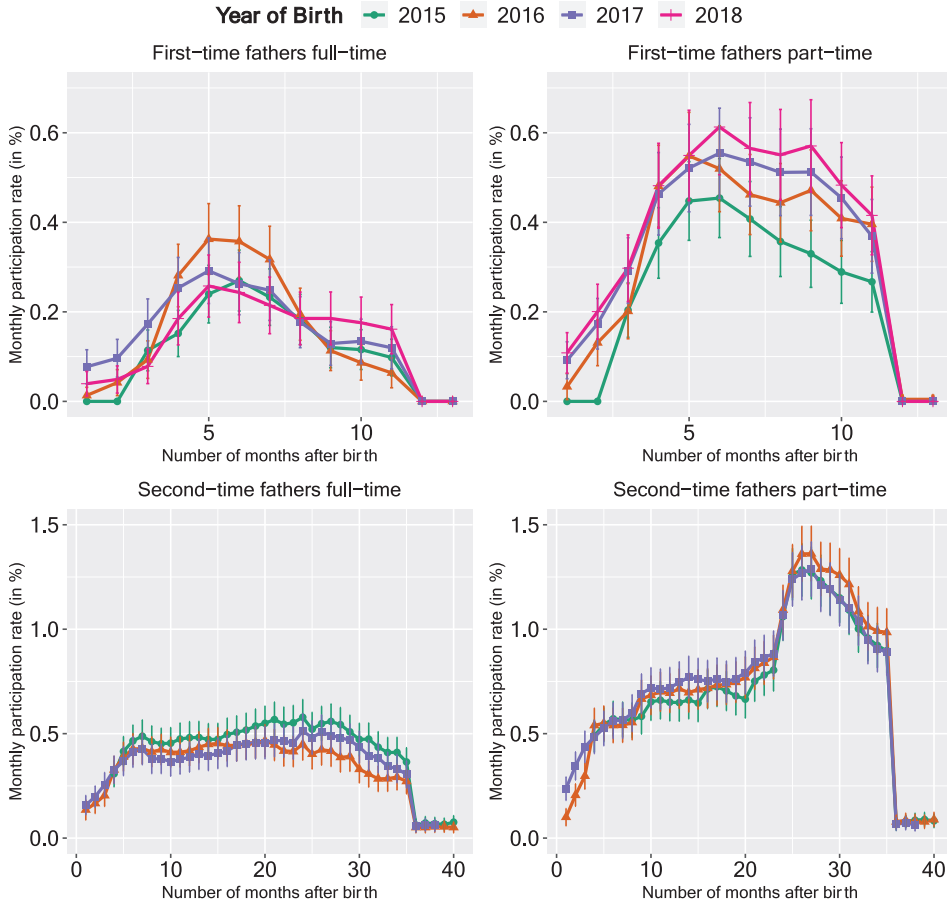 Year of Birth 2015 2016 2017 2018
First-time fathers full-time
Monthly participation rate (in %)
0.6
0.4
0.2
0.0
5 10
Number of months after birth
First-time fathers part-time
Monthly participation rate (in %)
0.6
0.4
0.2
0.0
5 10
Number of months after birth
Second-time fathers full-time
Monthly participation rate (in %)
1.5
1.0
0.5
0.0
0 10 20 30 40
Number of months after birth
Second-time fathers part-time
Monthly participation rate (in %)
1.5
1.0
0.5
0.0
0 10 20 30 40
Number of months after birth